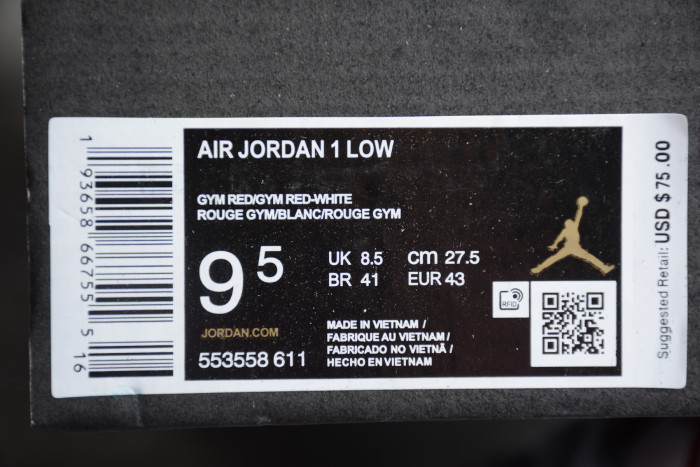 AIR JORDAN 1 LOW
GYM RED/GYM RED-WHITE
ROUGE GYM/BLANC/ROUGE GYM
9 5
UK 8.5 cm 27.5
BR 41 EUR 43
RFID
JORDAN.COM
553558 611
MADE IN VIETNAM /
FABRIQUE AU VIETNAM /
FABRICADO NO VIETNÃ /
HECHO EN VIETNAM
1 93658 66755 5 16
Suggested Retail: USD $ 75.00